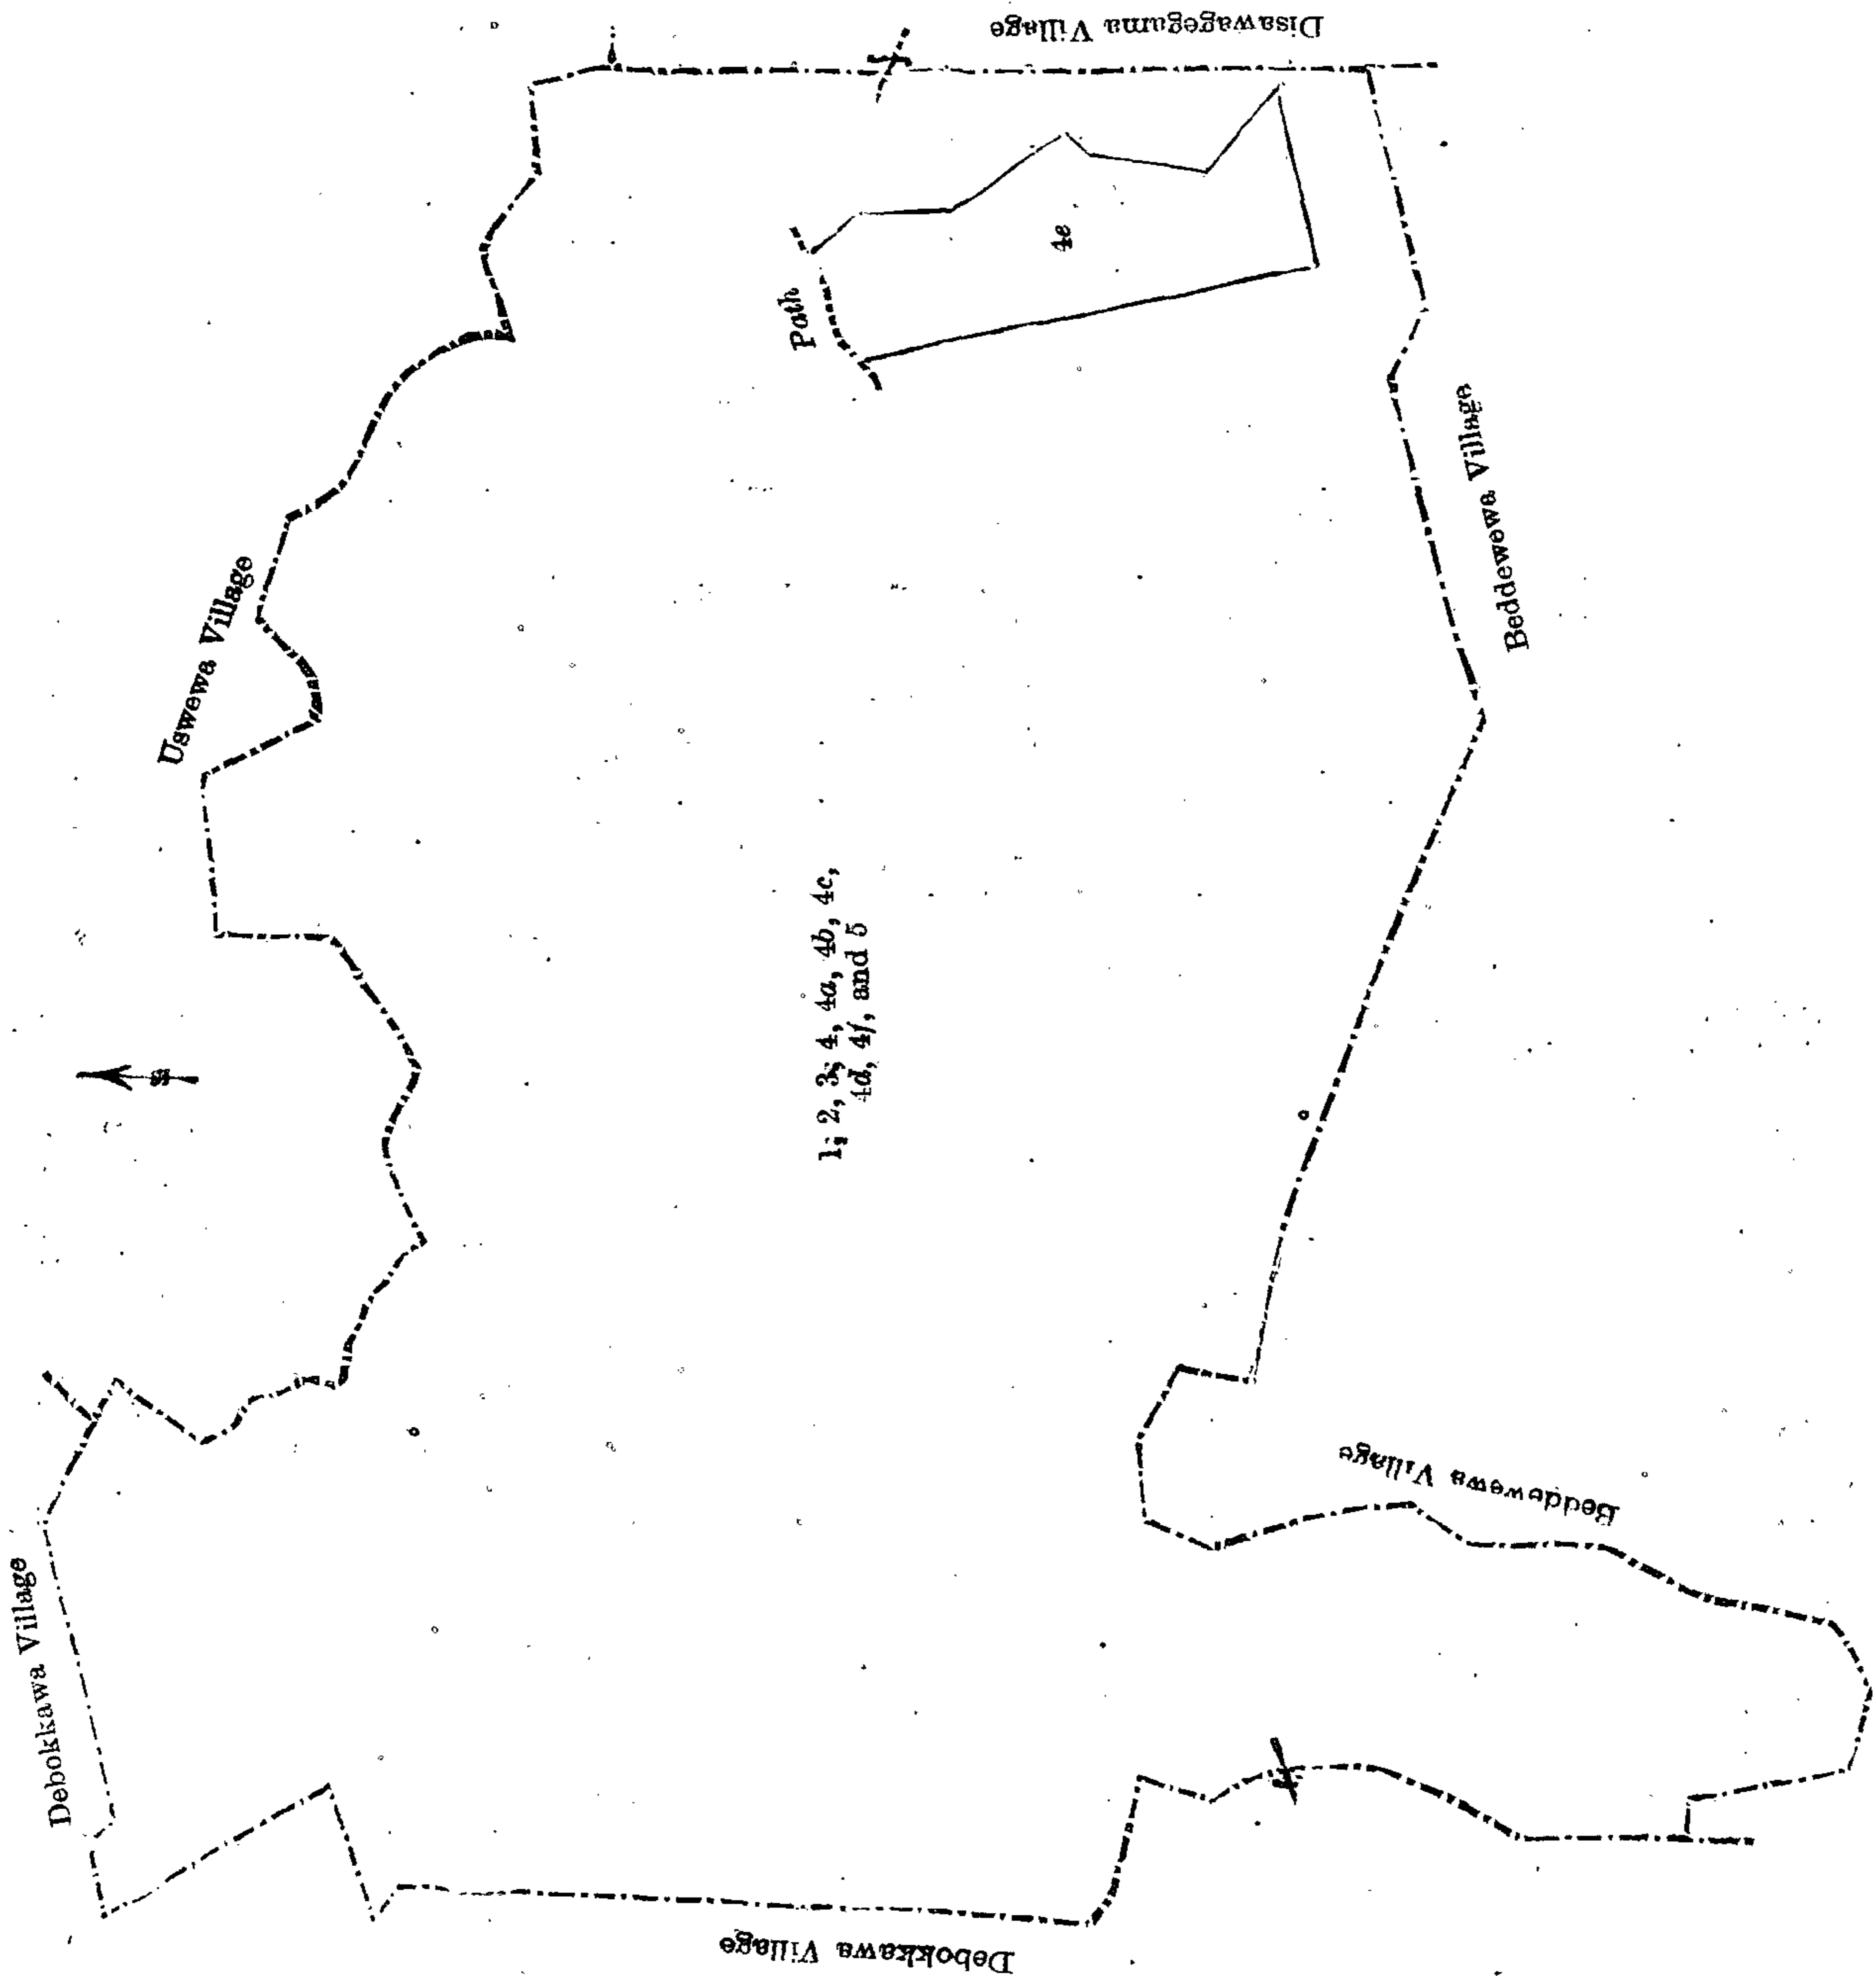 Debokkawa Village
Uswewa Village
Disawageguma Village
Path
4e
1, 2, 3, 4, 4a, 4b, 4c,
4d, 4f, and 5
Beddewewa Village
Beddewewa Village
Debokkawa Village